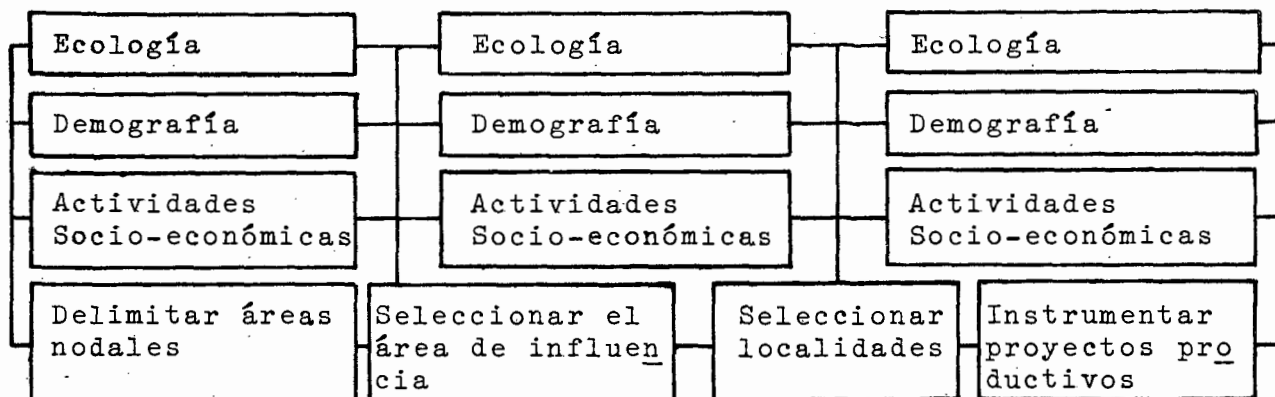 Ecología
Ecología
Ecología
Demografía
Demografía
Demografía
Actividades
Socio-económicas
Actividades
Socio-económicas
Actividades
Socio-económicas
Delimitar áreas
nodales
Seleccionar el
área de influen
cia
Seleccionar
localidades
Instrumentar
proyectos pro
ductivos